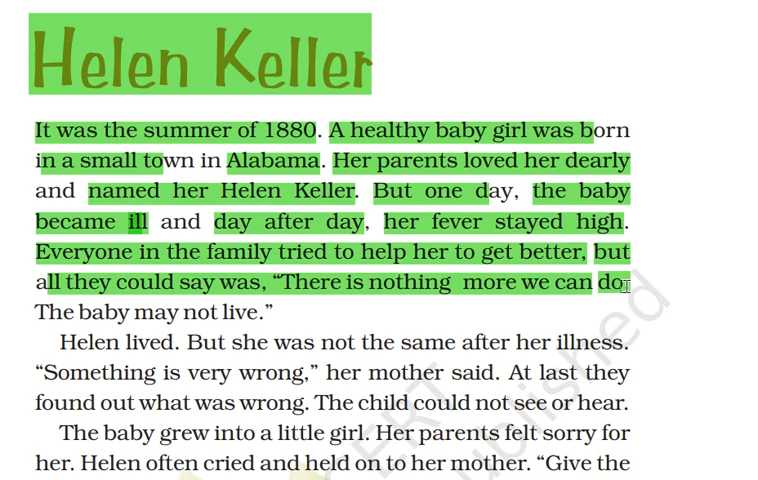 Helen Keller
It was the summer of 1880. A healthy baby girl was born
in a small town in Alabama. Her parents loved her dearly
and named her Helen Keller. But one day, the baby
became ill and day after day, her fever stayed high.
Everyone in the family tried to help her to get better, but
all they could say was, “There is nothing more we can do.
The baby may not live.”
Helen lived. But she was not the same after her illness.
“Something is very wrong,” her mother said. At last they
found out what was wrong. The child could not see or hear.
The baby grew into a little girl. Her parents felt sorry for
her. Helen often cried and held on to her mother. “Give the